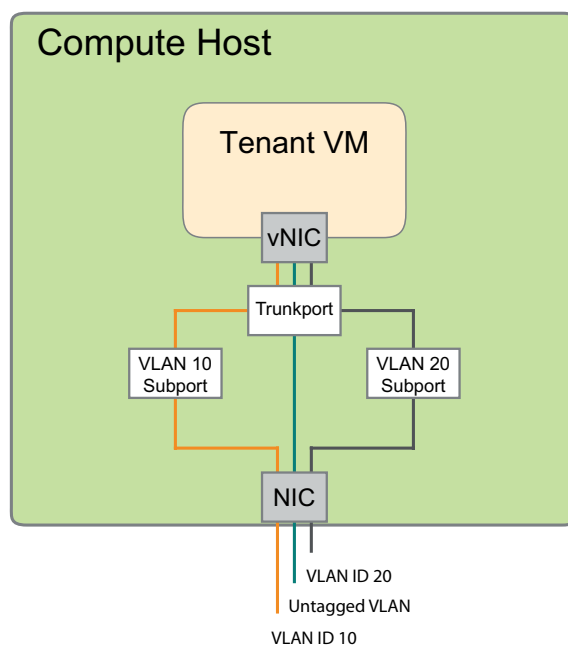 Compute Host
Tenant VM
vNIC
Trunkport
VLAN 10
Subport
VLAN 20
Subport
NIC
VLAN ID 20
Untagged VLAN
VLAN ID 10